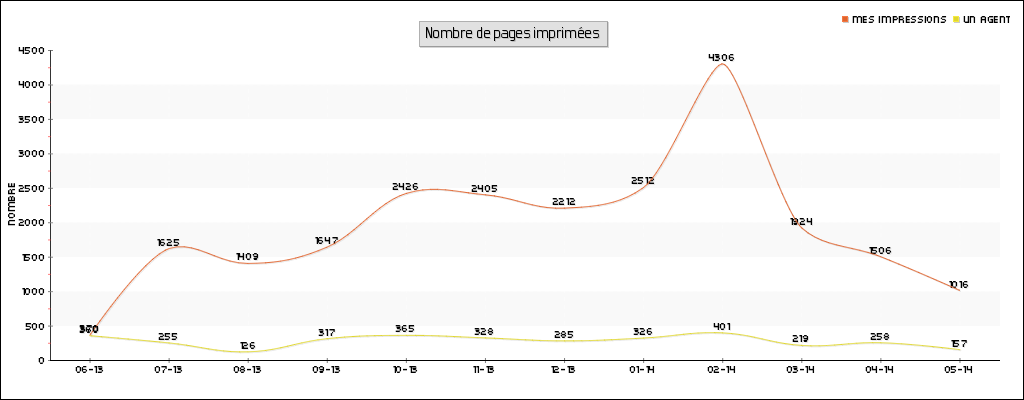 MES IMPRESSIONS UN AGENT
Nombre de pages imprimées
NOMBRE
4500
4000
3500
3000
2500
2000
1500
1000
500
0
1625 1409 1647 2426 2405 2212 2512 4306 1924 1506 1016
360 255 126 317 365 328 285 326 401 219 258 157
06-13 07-13 08-13 09-13 10-13 11-13 12-13 01-14 02-14 03-14 04-14 05-14